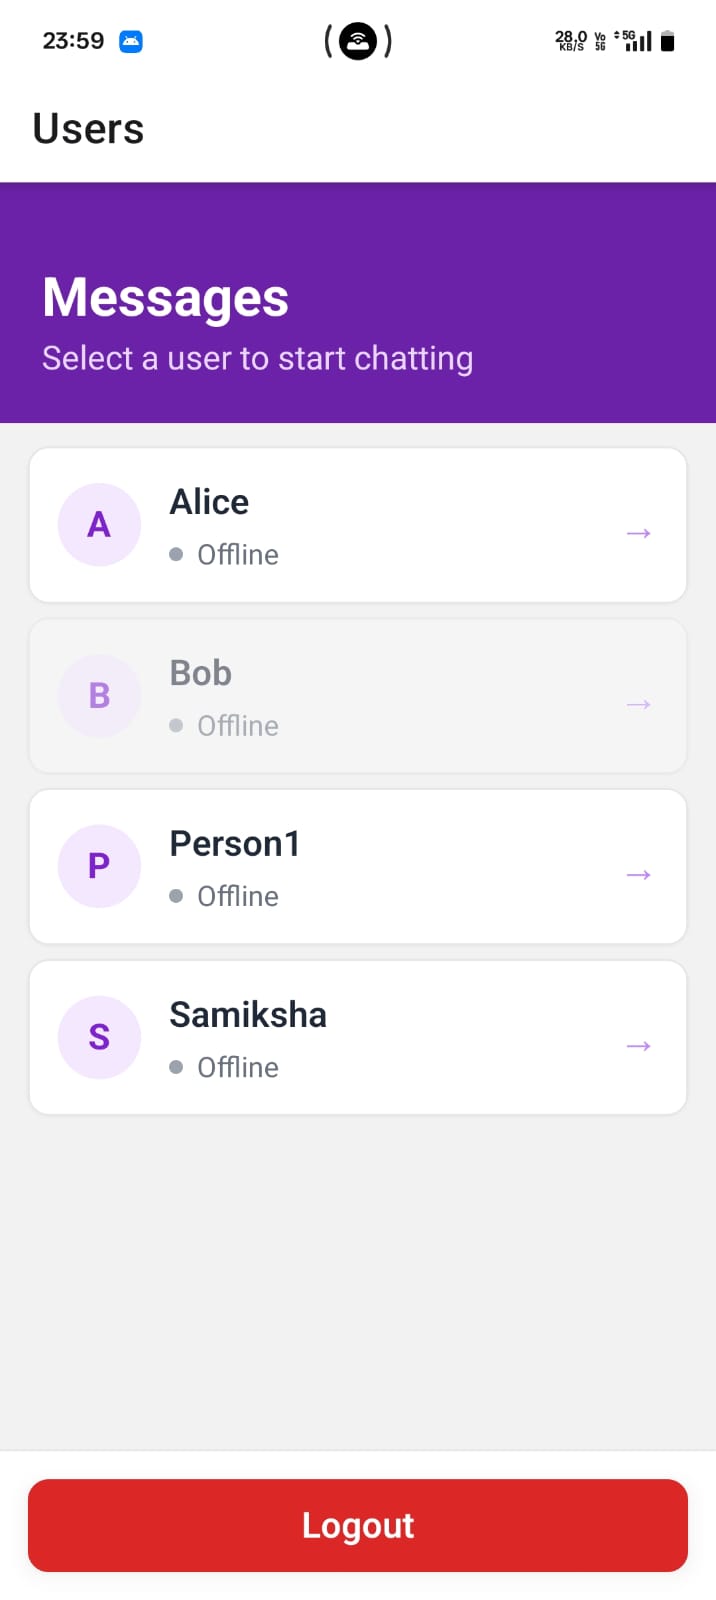 23:59
28.0 KB/S Vo 5G 5G
Users
Messages
Select a user to start chatting
A
Alice
Offline
→
B
Bob
Offline
→
P
Person1
Offline
→
S
Samiksha
Offline
→
Logout